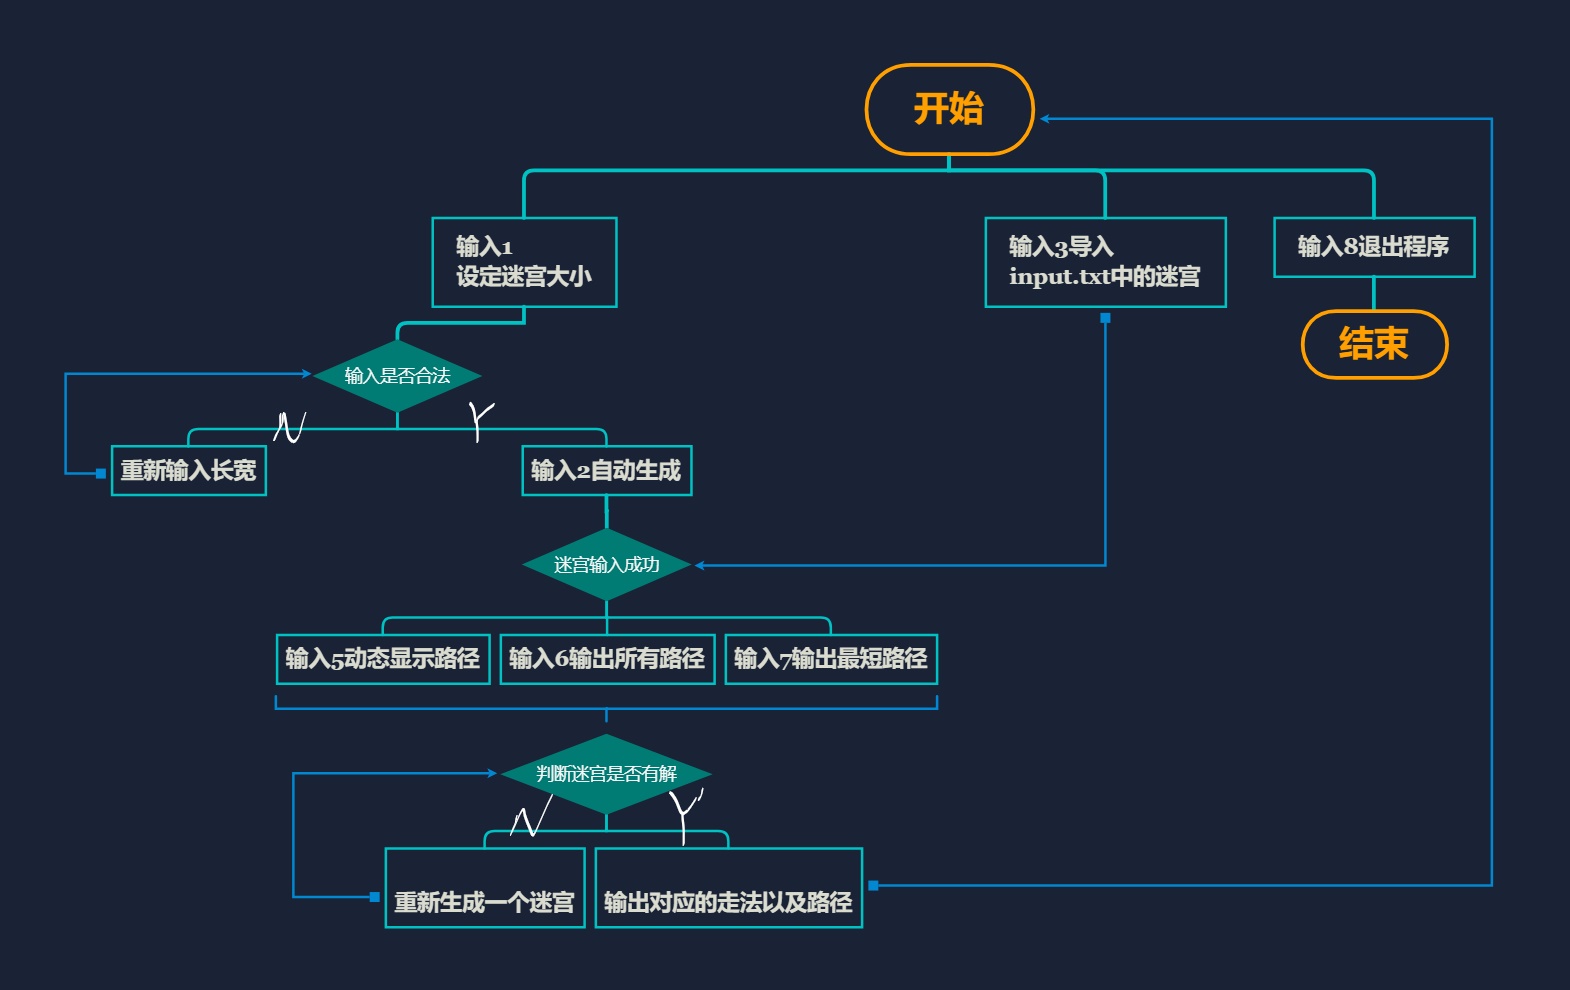 开始
输入1
设定迷宫大小
输入3导入
input.txt中的迷宫
输入8退出程序
结束
输入是否合法
N
Y
重新输入长宽
输入2自动生成
迷宫输入成功
输入5动态显示路径
输入6输出所有路径
输入7输出最短路径
判断迷宫是否有解
N
Y
重新生成一个迷宫
输出对应的走法以及路径